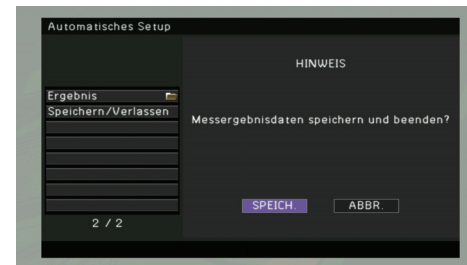 Automatisches Setup
HINWEIS
Ergebnis
Speichern/Verlassen
Messergebnisdaten speichern und beenden?
SPEICH.
ABBR.
2 / 2